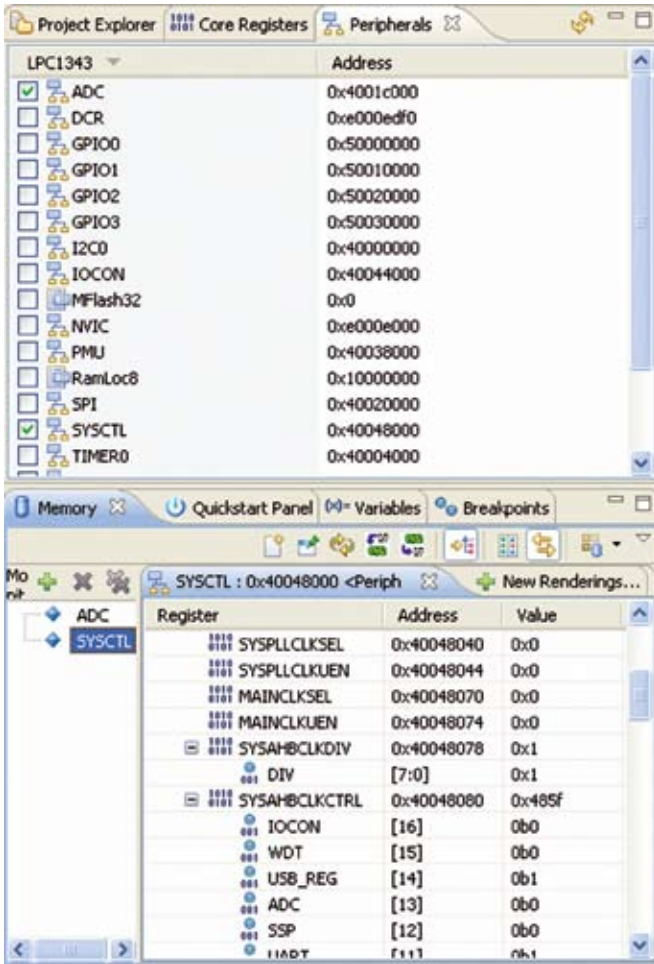 Project Explorer Core Registers Peripherals
LPC1343 Address
ADC 0x4001c000
DCR 0xe000edf0
GPIO0 0x50000000
GPIO1 0x50010000
GPIO2 0x50020000
GPIO3 0x50030000
I2C0 0x40000000
IOCON 0x40044000
MFlash32 0x0
NVIC 0xe000e000
PMU 0x40038000
RamLoc8 0x10000000
SPI 0x40020000
SYSCTL 0x40048000
TIMER0 0x40004000
Memory Quickstart Panel (x)= Variables Breakpoints
Mo SYSCTL : 0x40048000 <Periph New Renderings...
ADC
SYSCTL
Register Address Value
SYSPLLCLKSEL 0x40048040 0x0
SYSPLLCLKUEN 0x40048044 0x0
MAINCLKSEL 0x40048070 0x0
MAINCLKUEN 0x40048074 0x0
SYSAHBCLKDIV 0x40048078 0x1
DIV [7:0] 0x1
SYSAHBCLKCTRL 0x40048080 0x485f
IOCON [16] 0b0
WDT [15] 0b0
USB_REG [14] 0b1
ADC [13] 0b0
SSP [12] 0b0
UART [11] 0b1